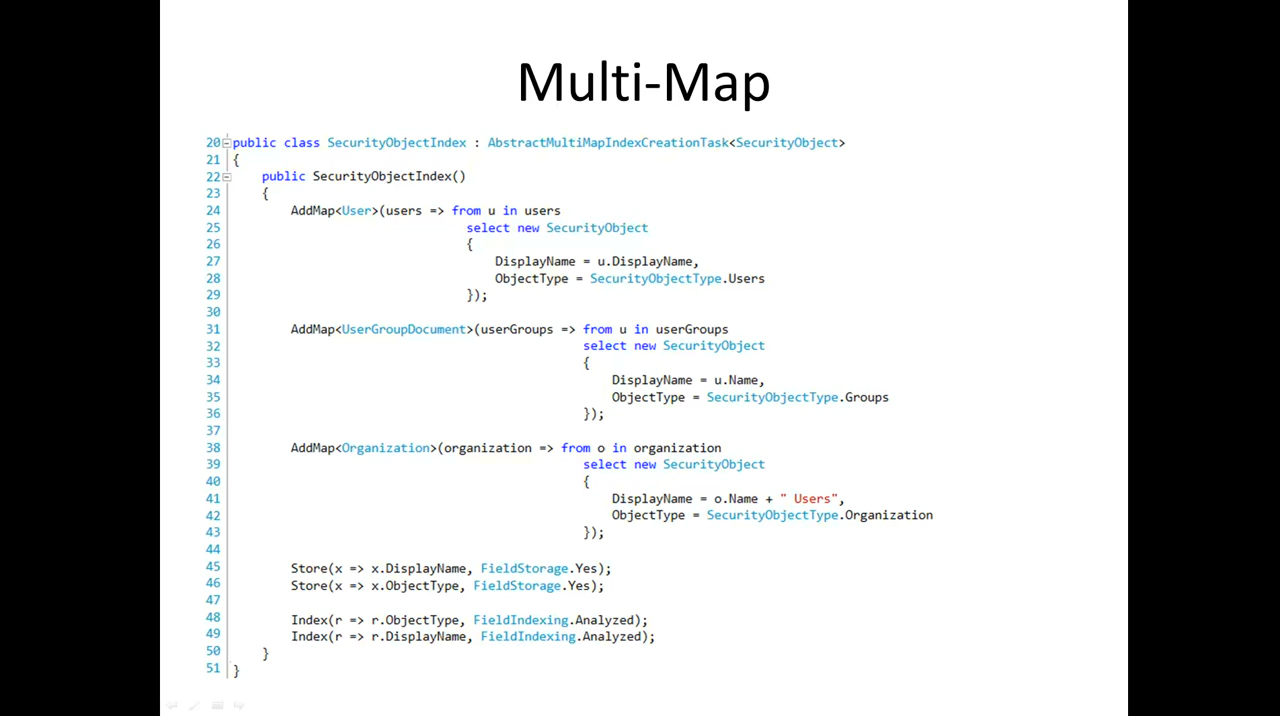 Multi-Map
20 public class SecurityObjectIndex : AbstractMultiMapIndexCreationTask<SecurityObject>
21 {
22 public SecurityObjectIndex()
23 {
24 AddMap<User>(users => from u in users
25 select new SecurityObject
26 {
27 DisplayName = u.DisplayName,
28 ObjectType = SecurityObjectType.Users
29 });
30
31 AddMap<UserGroupDocument>(userGroups => from u in userGroups
32 select new SecurityObject
33 {
34 DisplayName = u.Name,
35 ObjectType = SecurityObjectType.Groups
36 });
37
38 AddMap<Organization>(organization => from o in organization
39 select new SecurityObject
40 {
41 DisplayName = o.Name + " Users",
42 ObjectType = SecurityObjectType.Organization
43 });
44
45 Store(x => x.DisplayName, FieldStorage.Yes);
46 Store(x => x.ObjectType, FieldStorage.Yes);
47
48 Index(r => r.ObjectType, FieldIndexing.Analyzed);
49 Index(r => r.DisplayName, FieldIndexing.Analyzed);
50 }
51 }